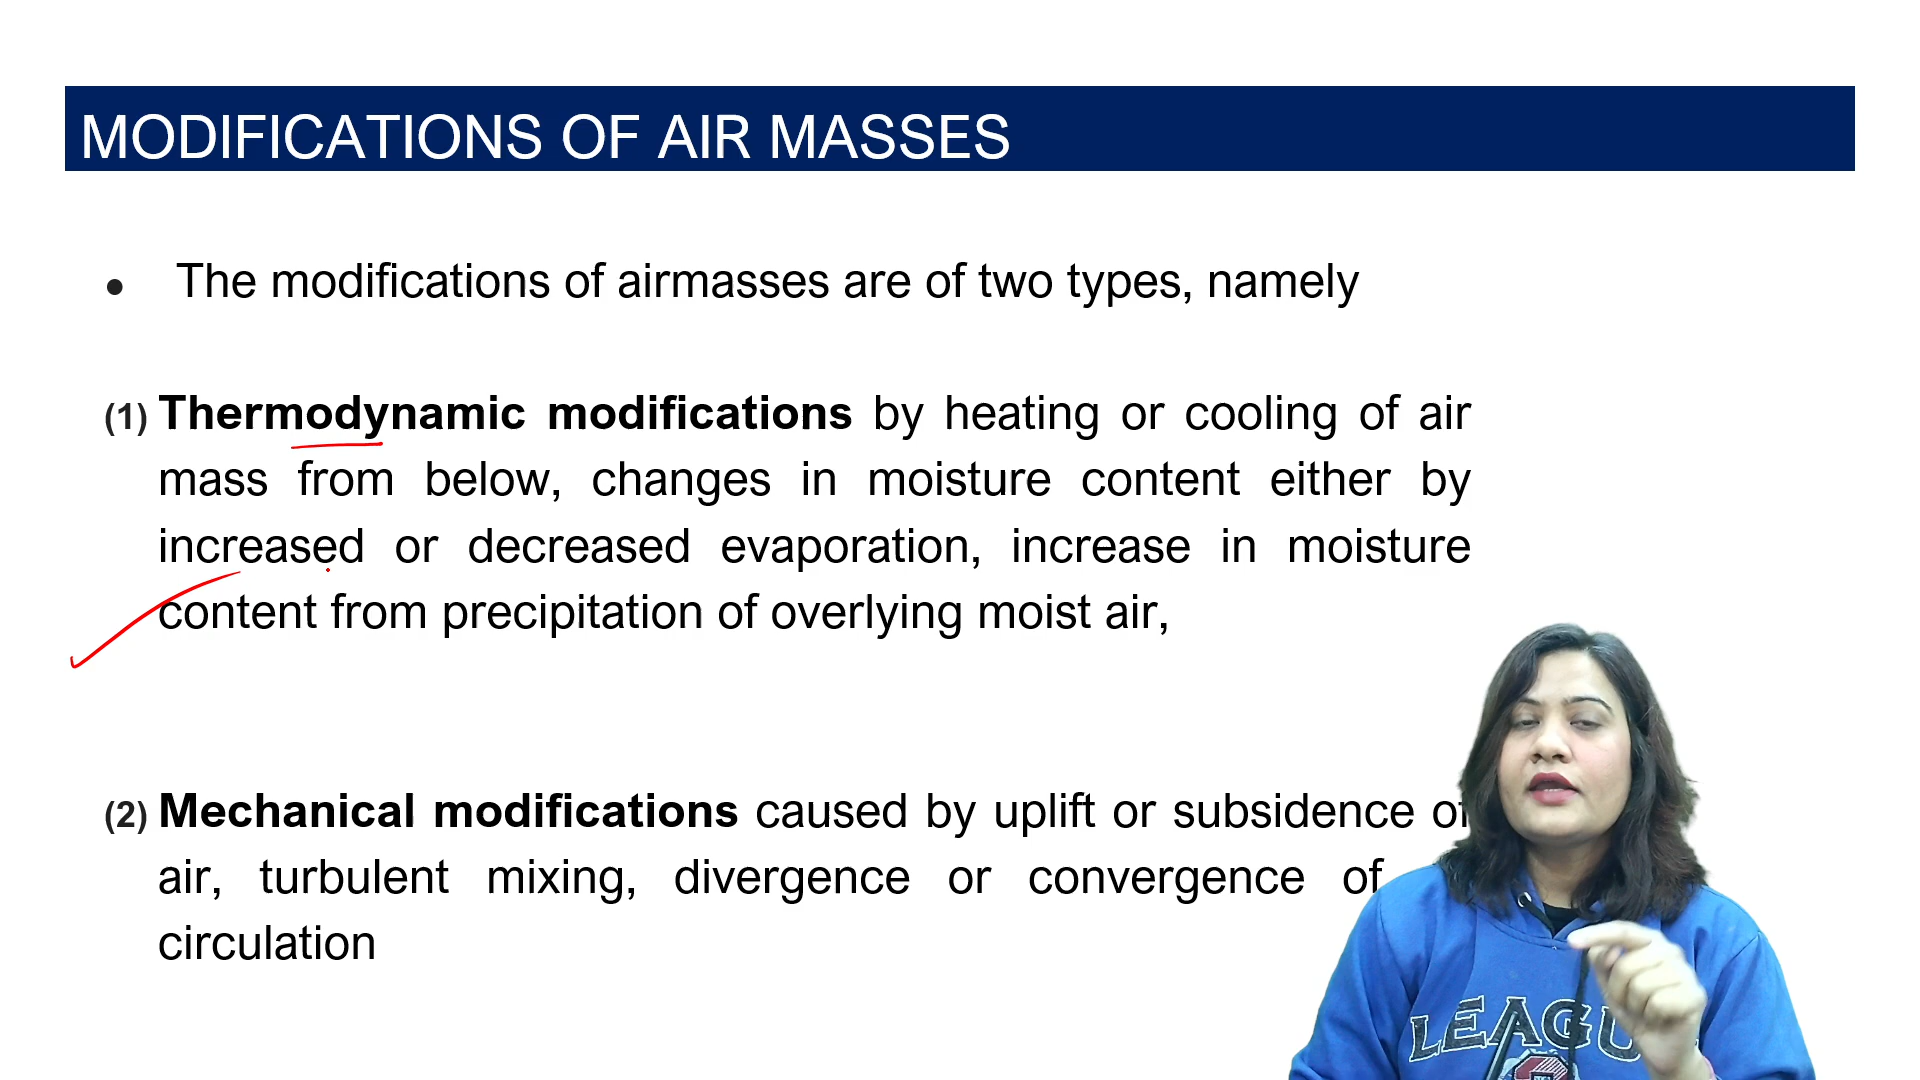 MODIFICATIONS OF AIR MASSES
● The modifications of airmasses are of two types, namely
(1) Thermodynamic modifications by heating or cooling of air
mass from below, changes in moisture content either by
increased or decreased evaporation, increase in moisture
content from precipitation of overlying moist air,
(2) Mechanical modifications caused by uplift or subsidence of
air, turbulent mixing, divergence or convergence of
circulation
LEAGU